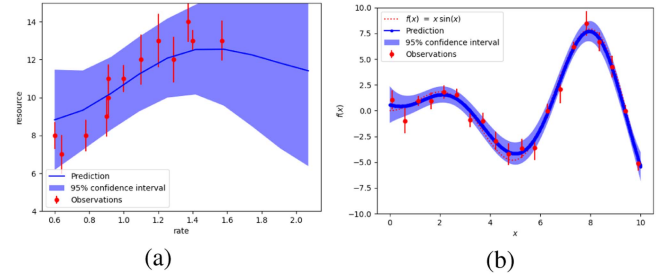 14
12
10
8
6
4
resource
Prediction
95% confidence interval
Observations
0.6 0.8 1.0 1.2 1.4 1.6 1.8 2.0
rate
(a)
10.0
7.5
5.0
2.5
0.0
-2.5
-5.0
-7.5
-10.0
f(x)
f(x) = x sin(x)
Prediction
95% confidence interval
Observations
0 2 4 6 8 10
x
(b)